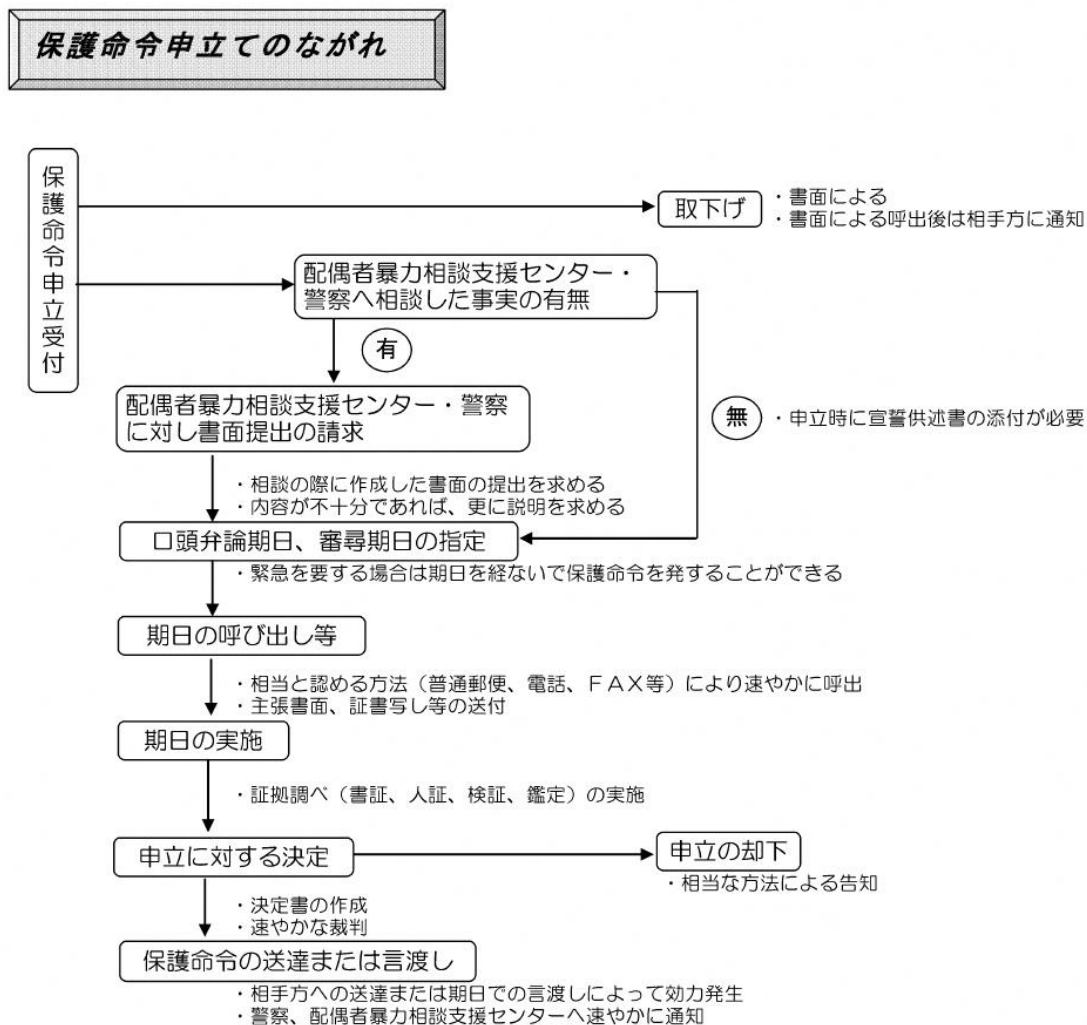 保護命令申立てのながれ
保護命令申立受付
取下げ
・書面による
・書面による呼出後は相手方に通知
配偶者暴力相談支援センター・
警察へ相談した事実の有無
有
無
・申立時に宣誓供述書の添付が必要
配偶者暴力相談支援センター・警察
に対し書面提出の請求
・相談の際に作成した書面の提出を求める
・内容が不十分であれば、更に説明を求める
口頭弁論期日、審尋期日の指定
・緊急を要する場合は期日を経ないで保護命令を発することができる
期日の呼び出し等
・相当と認める方法（普通郵便、電話、ＦＡＸ等）により速やかに呼出
・主張書面、証書写し等の送付
期日の実施
・証拠調べ（書証、人証、検証、鑑定）の実施
申立に対する決定
申立の却下
・相当な方法による告知
・決定書の作成
・速やかな裁判
保護命令の送達または言渡し
・相手方への送達または期日での言渡しによって効力発生
・警察、配偶者暴力相談支援センターへ速やかに通知